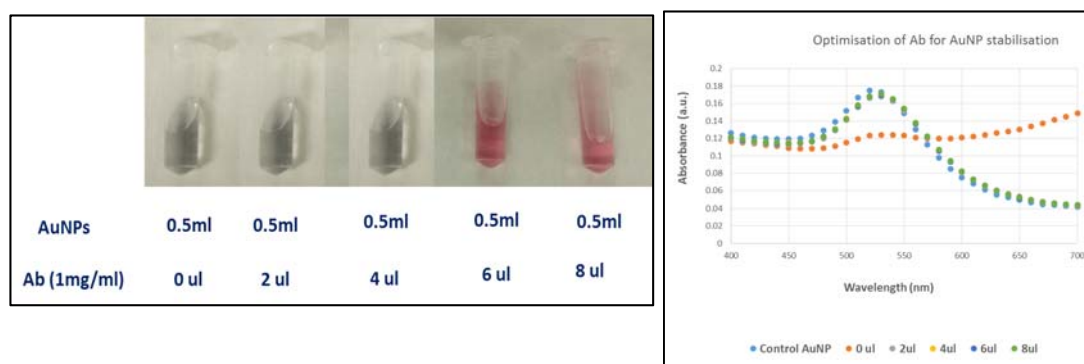 AuNPs 0.5ml 0.5ml 0.5ml 0.5ml 0.5ml
Ab (1mg/ml) 0 ul 2 ul 4 ul 6 ul 8 ul
Optimisation of Ab for AuNP stabilisation
Absorbance (a.u.)
0.2
0.18
0.16
0.14
0.12
0.1
0.08
0.06
0.04
0.02
0
400 450 500 550 600 650 700
Wavelength (nm)
Control AuNP 0 ul 2ul 4ul 6ul 8ul